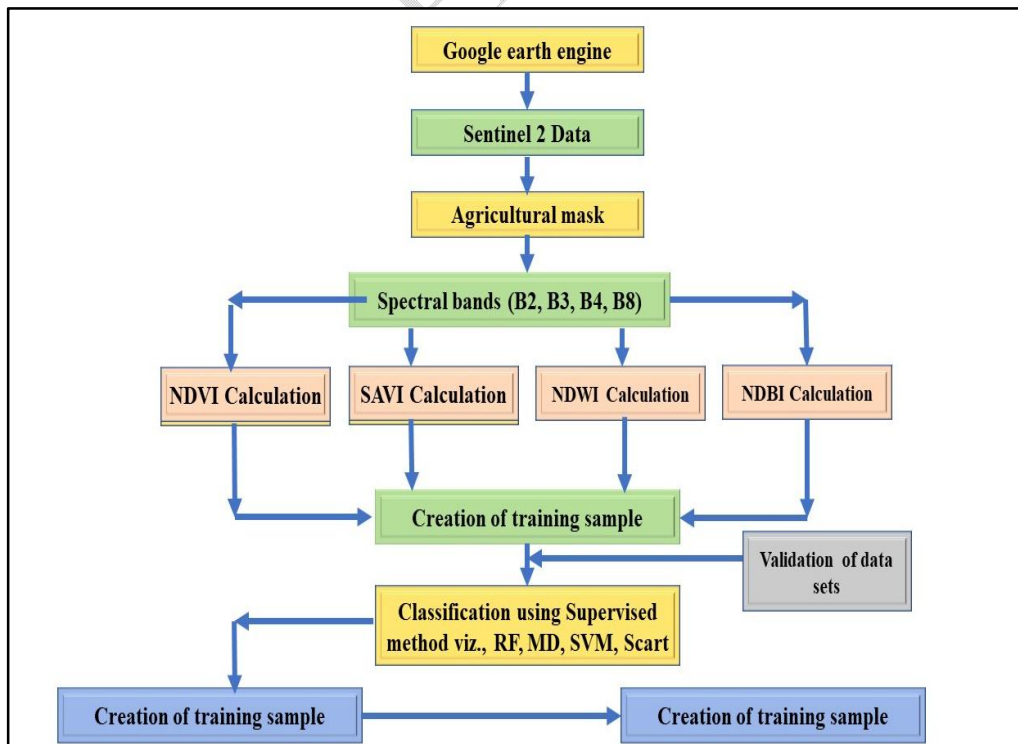 Google earth engine
Sentinel 2 Data
Agricultural mask
Spectral bands (B2, B3, B4, B8)
NDVI Calculation
SAVI Calculation
NDWI Calculation
NDBI Calculation
Creation of training sample
Validation of data
sets
Classification using Supervised
method viz., RF, MD, SVM, Scart
Creation of training sample
Creation of training sample